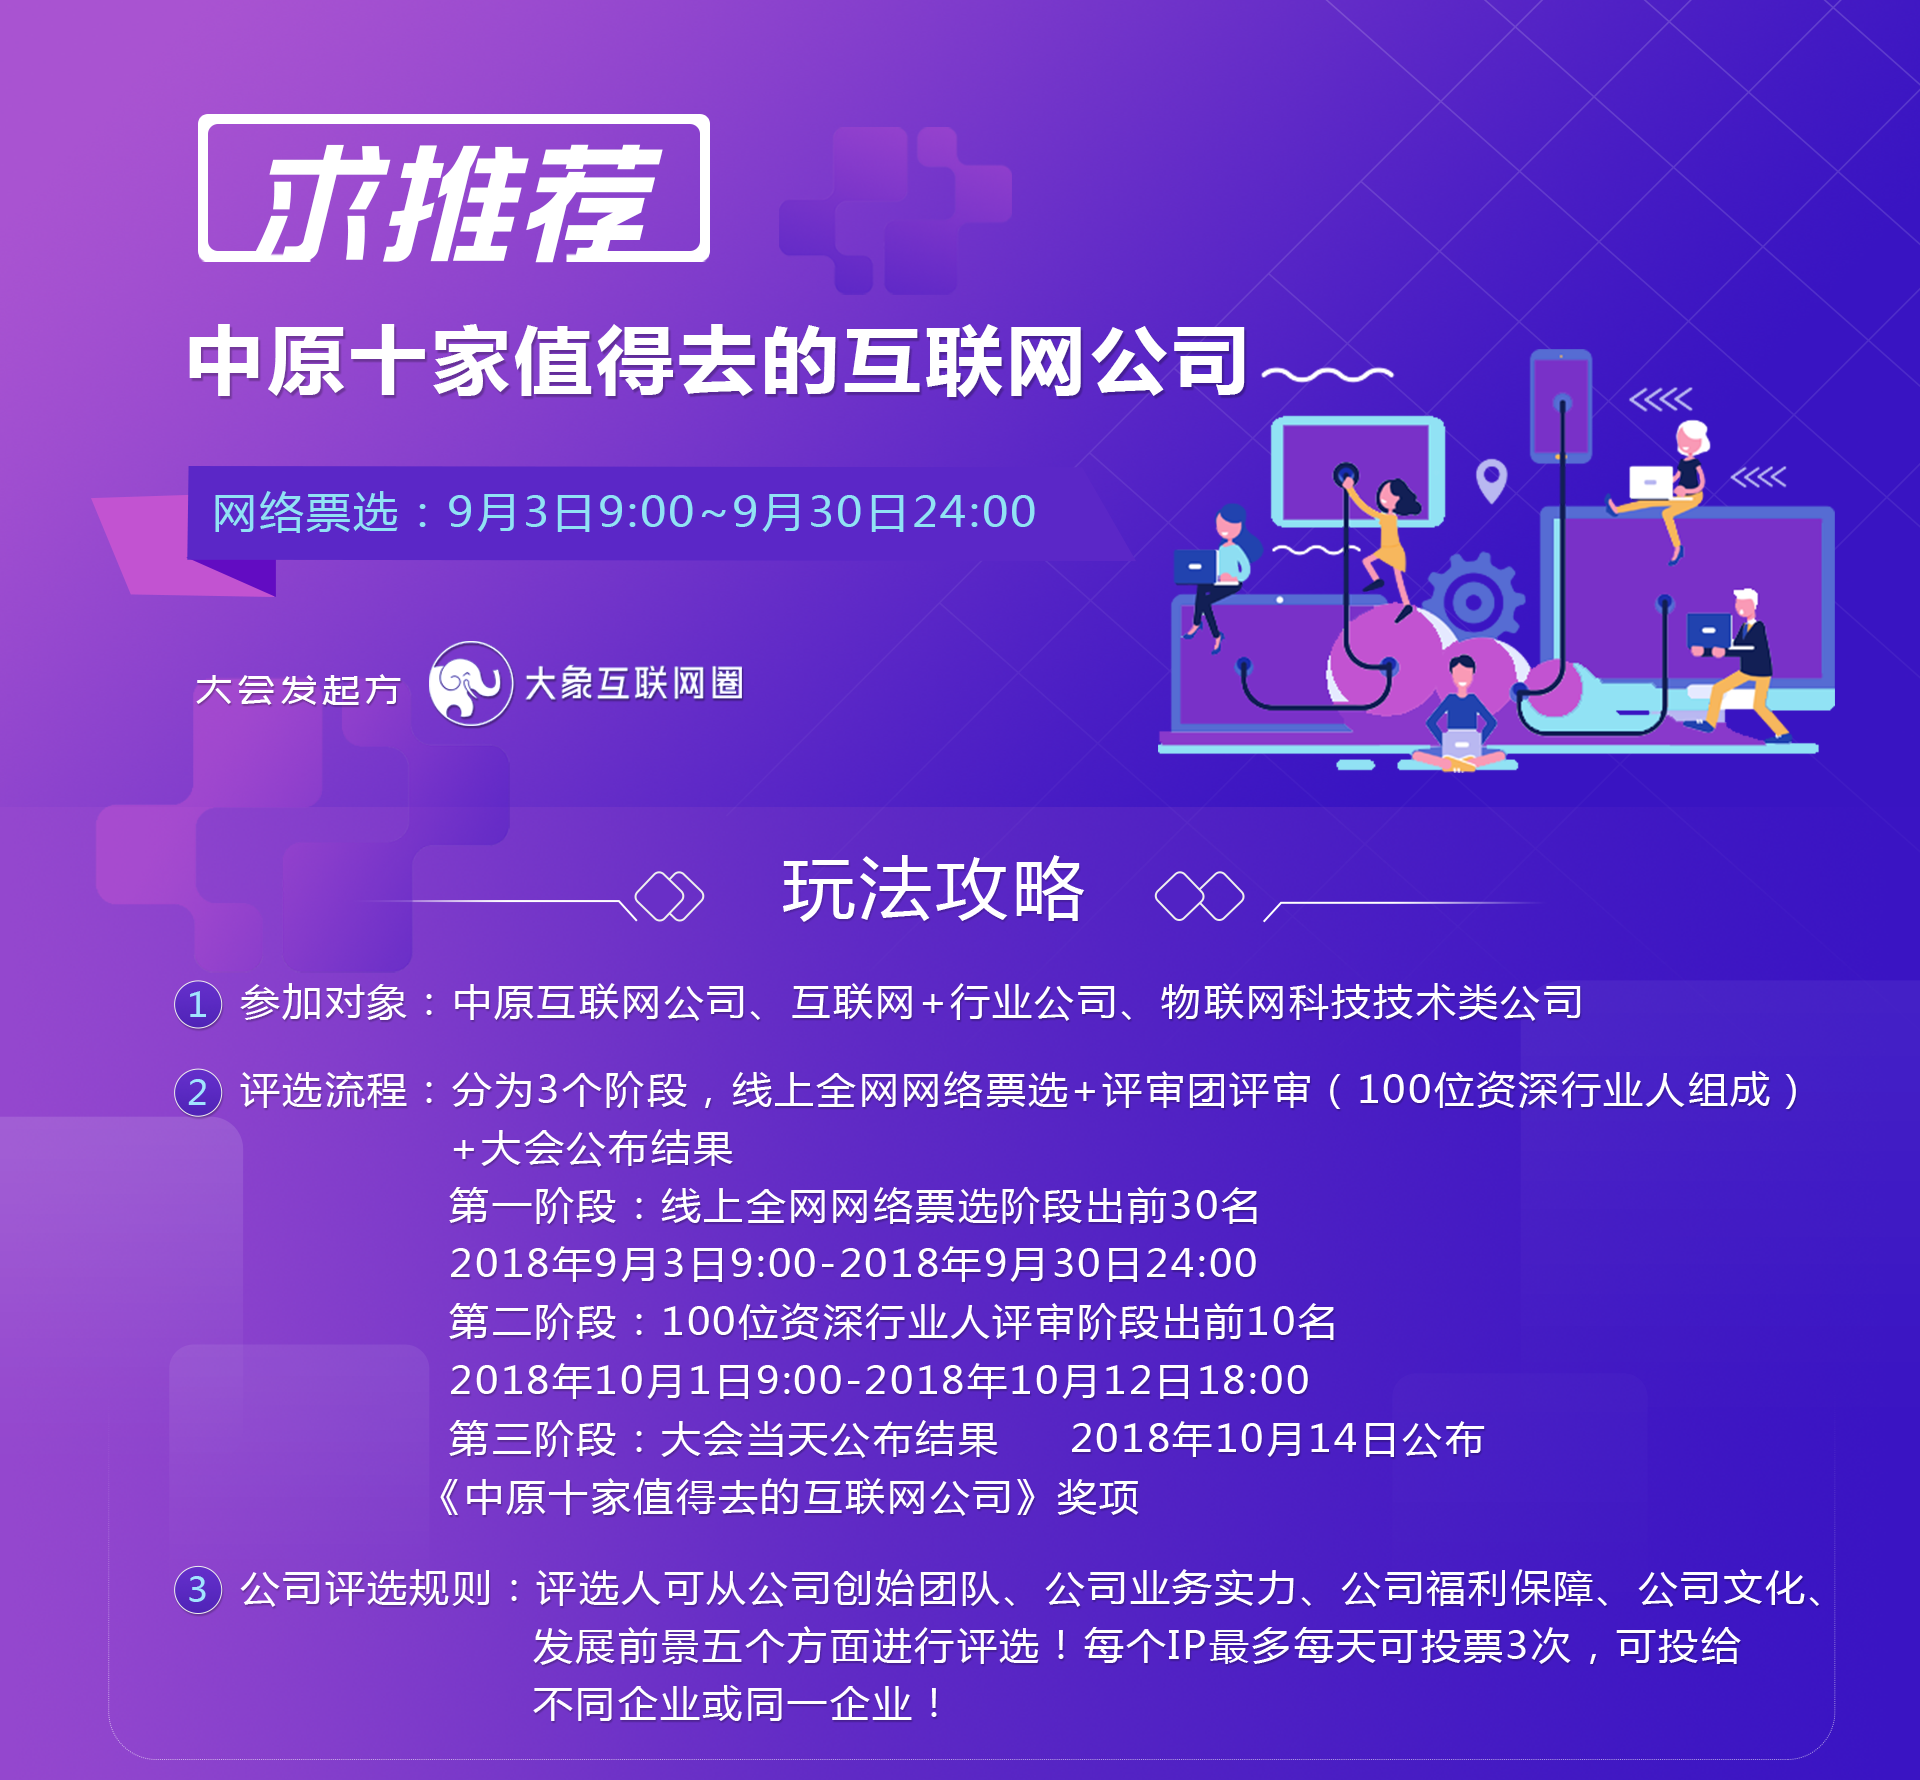 求推荐
中原十家值得去的互联网公司
网络票选：9月3日9:00~9月30日24:00
大会发起方 大象互联网圈
玩法攻略
1 参加对象：中原互联网公司、互联网+行业公司、物联网科技技术类公司
2 评选流程：分为3个阶段，线上全网网络票选+评审团评审（100位资深行业人组成）
+大会公布结果
第一阶段：线上全网网络票选阶段出前30名
2018年9月3日9:00-2018年9月30日24:00
第二阶段：100位资深行业人评审阶段出前10名
2018年10月1日9:00-2018年10月12日18:00
第三阶段：大会当天公布结果 2018年10月14日公布
《中原十家值得去的互联网公司》奖项
3 公司评选规则：评选人可从公司创始团队、公司业务实力、公司福利保障、公司文化、
发展前景五个方面进行评选！每个IP最多每天可投票3次，可投给
不同企业或同一企业！